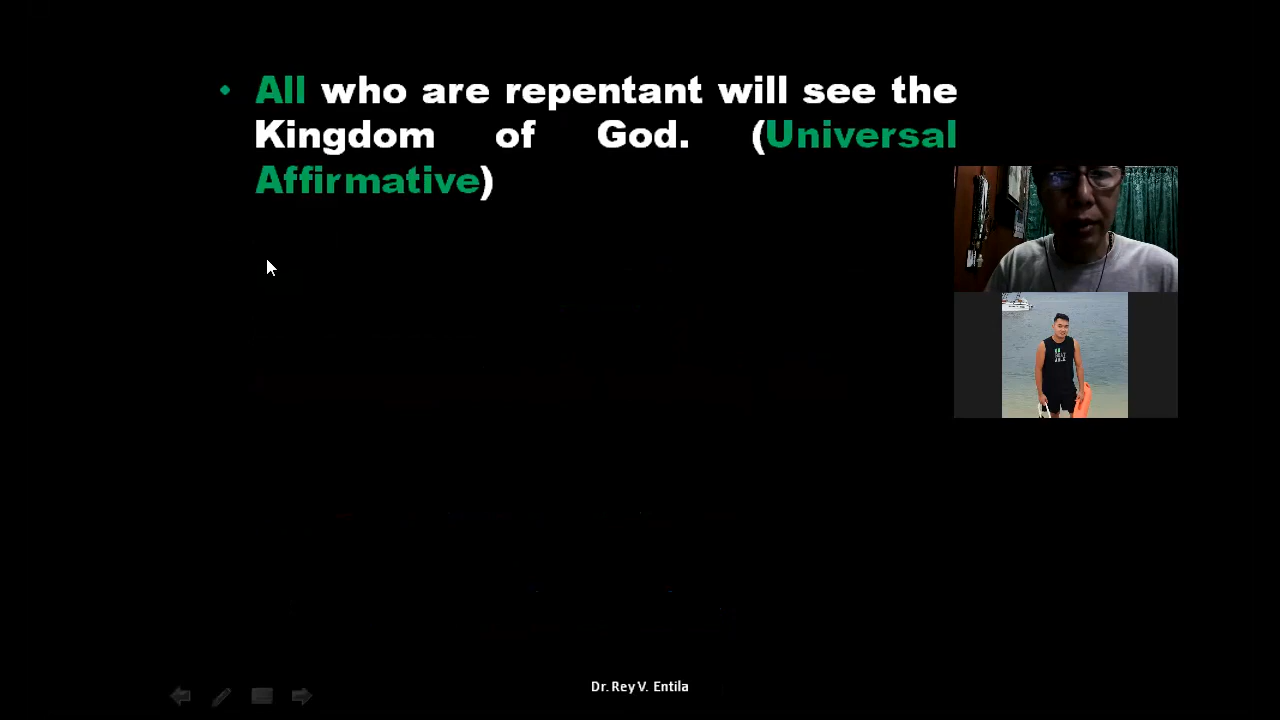 • All who are repentant will see the
Kingdom of God. (Universal
Affirmative)
Dr. Rey V. Entila